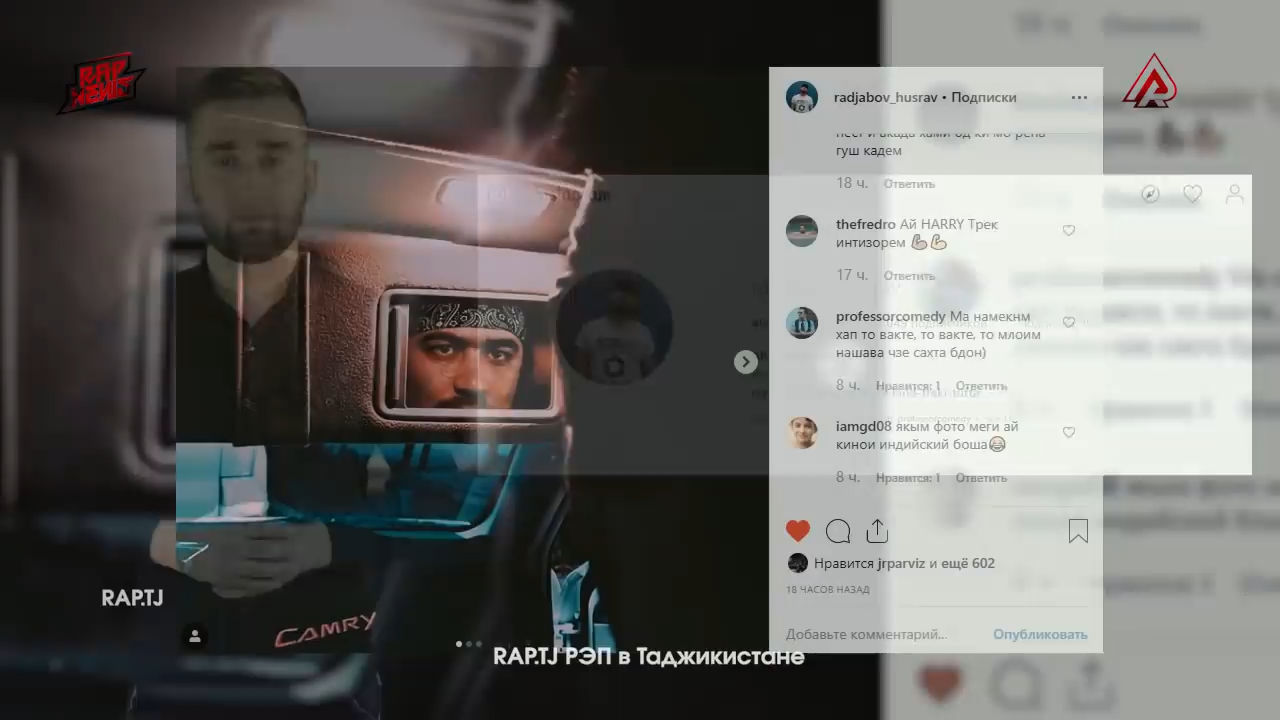 RAP
NEWS
radjabov_husrav • Подписки
гуш кадем
18 ч. Ответить
thefredro Ай HARRY Трек
интизорем 💪💪
17 ч. Ответить
professorcomedy Ма намекнм
хап то вакте, то вакте, то млоим
нашава чзе сахта бдон)
8 ч. Нравится: 1 Ответить
iamgd08 якым фото меги ай
кинои индийский боша😂
8 ч. Нравится: 1 Ответить
Нравится jrparviz и ещё 602
18 ЧАСОВ НАЗАД
Добавьте комментарий... Опубликовать
RAP.TJ
CAMRY
RAP.TJ РЭП в Таджикистане